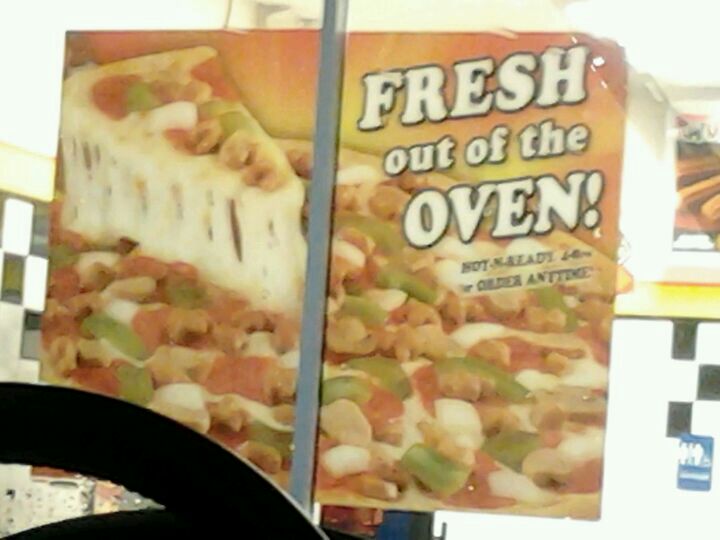 FRESH
out of the
OVEN!
HOT-N-READY 4-8PM
or ORDER ANYTIME